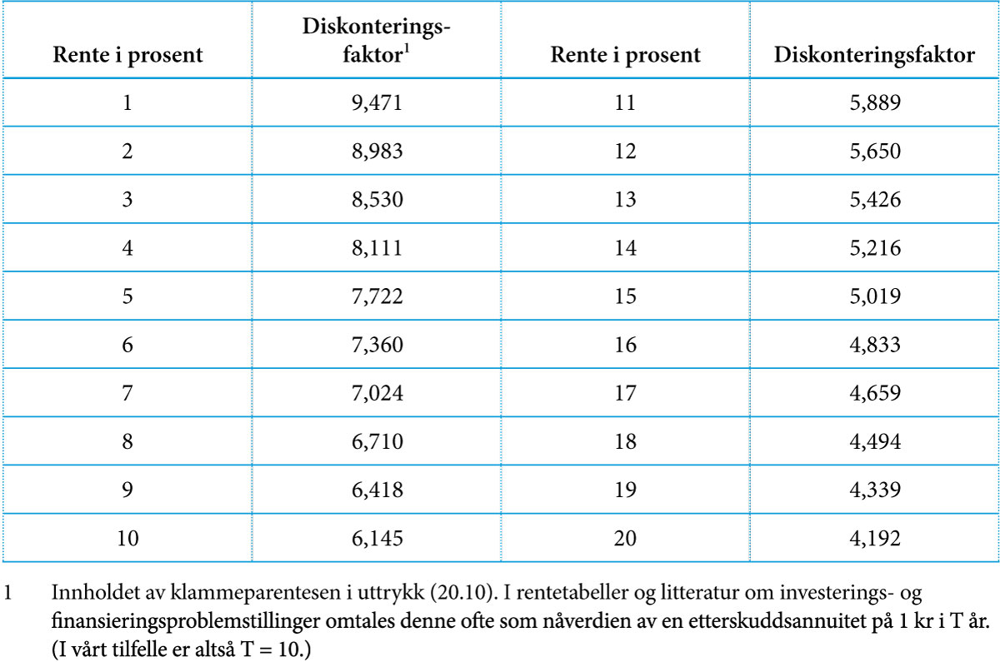 Rente i prosent Diskonterings-
faktor¹ Rente i prosent Diskonteringsfaktor
1 9,471 11 5,889
2 8,983 12 5,650
3 8,530 13 5,426
4 8,111 14 5,216
5 7,722 15 5,019
6 7,360 16 4,833
7 7,024 17 4,659
8 6,710 18 4,494
9 6,418 19 4,339
10 6,145 20 4,192
1 Innholdet av klammeparentesen i uttrykk (20.10). I rentetabeller og litteratur om investerings- og
finansieringsproblemstillinger omtales denne ofte som nåverdien av en etterskuddsannuitet på 1 kr i T år.
(I vårt tilfelle er altså T = 10.)